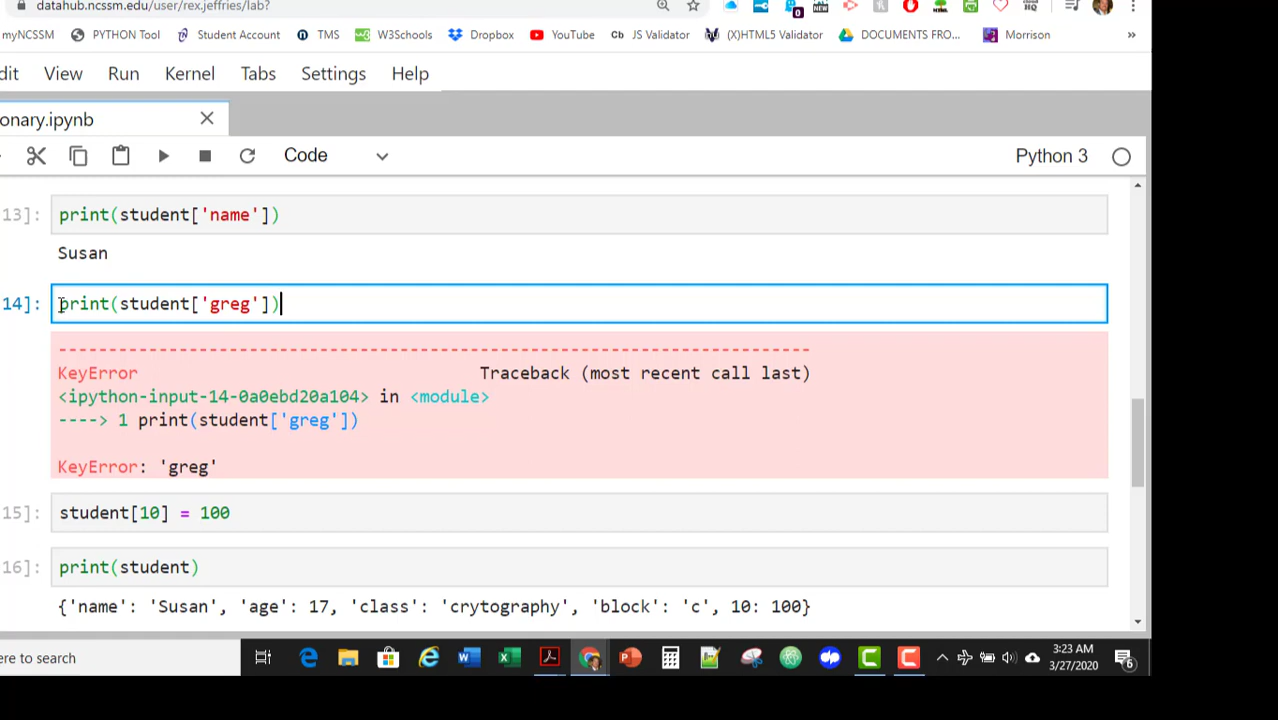 datahub.ncssm.edu/user/rex.jeffries/lab?
myNCSSM PYTHON Tool Student Account TMS W3Schools Dropbox YouTube Cb JS Validator (X)HTML5 Validator DOCUMENTS FRO... Morrison »
dit View Run Kernel Tabs Settings Help
onary.ipynb
Code Python 3
13]: print(student['name'])
Susan
14]: print(student['greg'])
---------------------------------------------------------------------------
KeyError Traceback (most recent call last)
<ipython-input-14-0a0ebd20a104> in <module>
----> 1 print(student['greg'])
KeyError: 'greg'
15]: student[10] = 100
16]: print(student)
{'name': 'Susan', 'age': 17, 'class': 'crytography', 'block': 'c', 10: 100}
ere to search
3:23 AM
3/27/2020
6